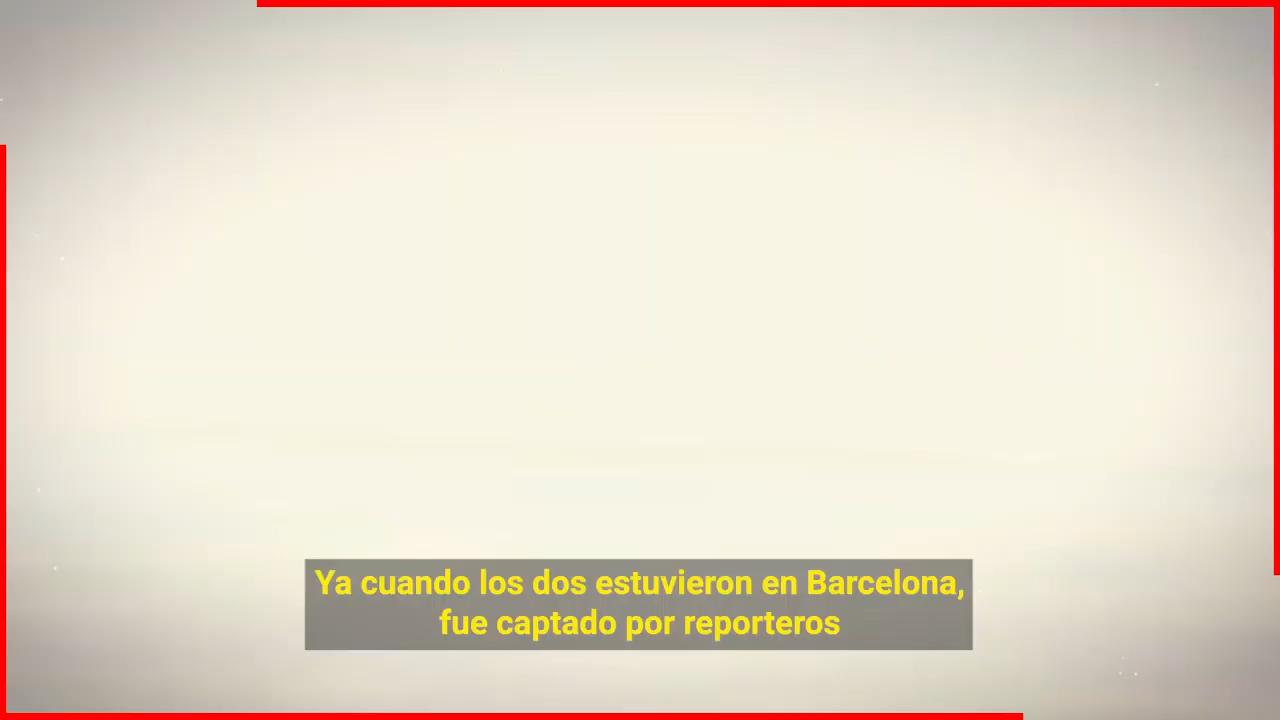 Ya cuando los dos estuvieron en Barcelona,
fue captado por reporteros